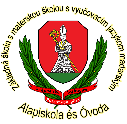 Základná škola s materskou školou s vyučovacím jazykom maďarským
Alapiskola és Óvoda